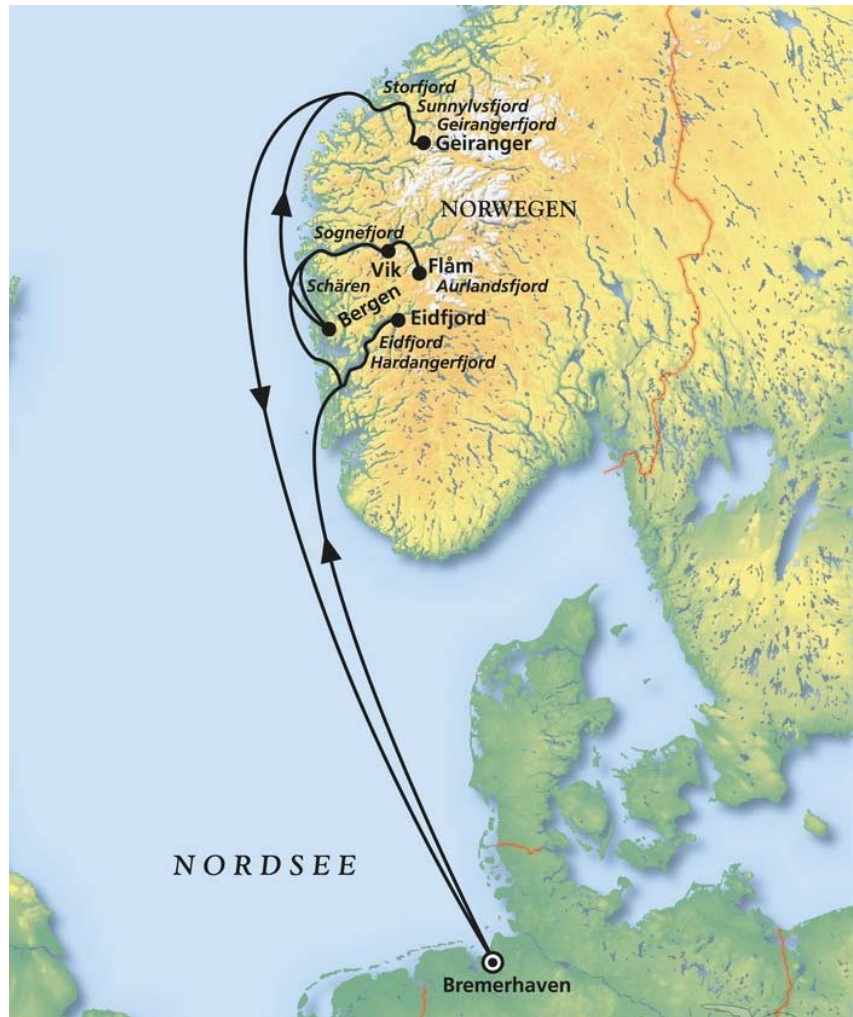 Storfjord
Sunnylvsfjord
Geirangerfjord
Geiranger
NORWEGEN
Sognefjord
Vik
Flåm
Schären
Aurlandsfjord
Bergen
Eidfjord
Eidfjord
Hardangerfjord
NORDSEE
Bremerhaven